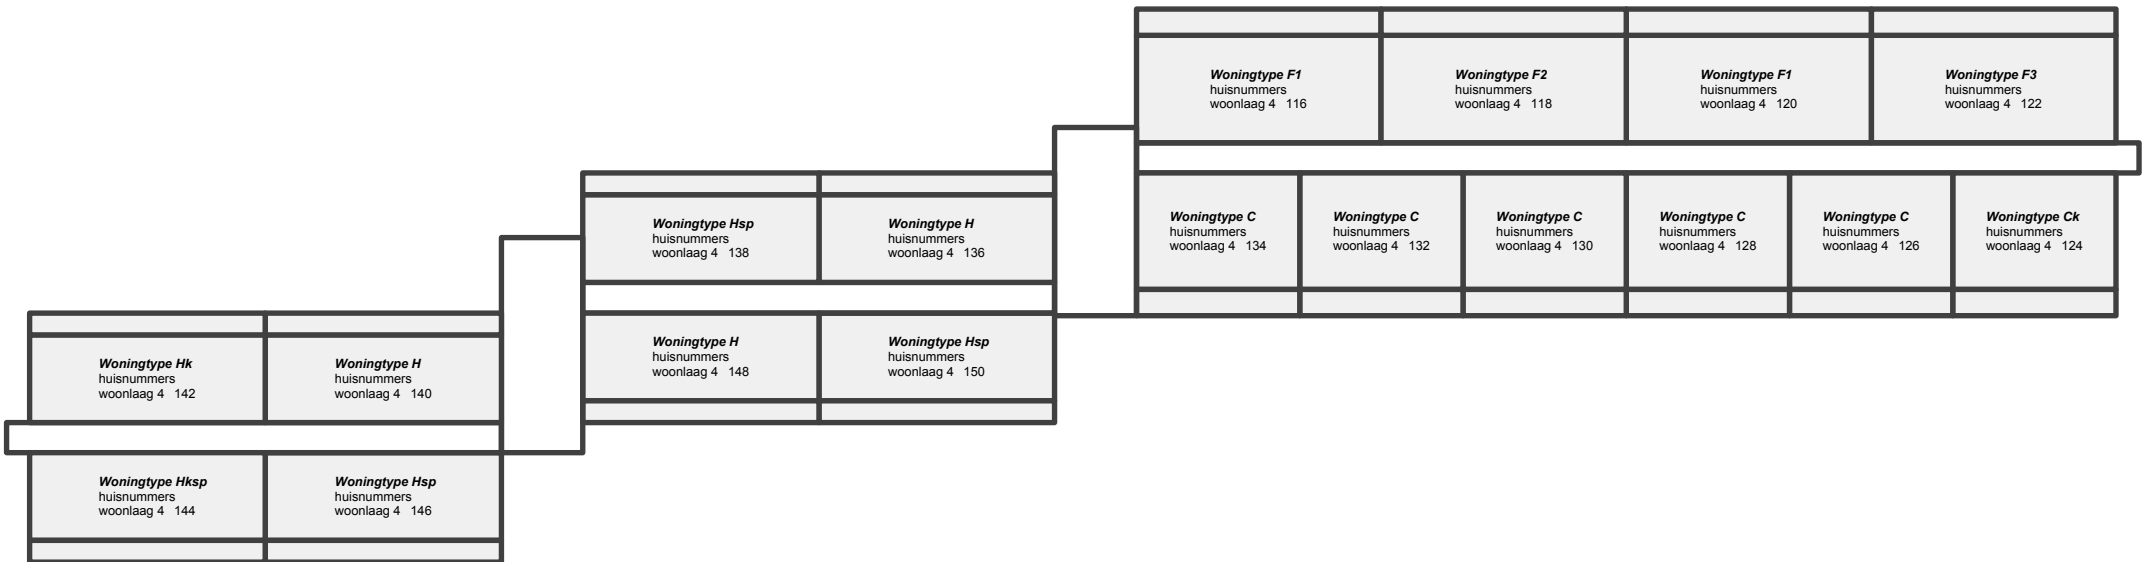 Woningtype F1
huisnummers
woonlaag 4 116
Woningtype F2
huisnummers
woonlaag 4 118
Woningtype F1
huisnummers
woonlaag 4 120
Woningtype F3
huisnummers
woonlaag 4 122
Woningtype C
huisnummers
woonlaag 4 134
Woningtype C
huisnummers
woonlaag 4 132
Woningtype C
huisnummers
woonlaag 4 130
Woningtype C
huisnummers
woonlaag 4 128
Woningtype C
huisnummers
woonlaag 4 126
Woningtype Ck
huisnummers
woonlaag 4 124
Woningtype Hsp
huisnummers
woonlaag 4 138
Woningtype H
huisnummers
woonlaag 4 136
Woningtype H
huisnummers
woonlaag 4 148
Woningtype Hsp
huisnummers
woonlaag 4 150
Woningtype Hk
huisnummers
woonlaag 4 142
Woningtype H
huisnummers
woonlaag 4 140
Woningtype Hksp
huisnummers
woonlaag 4 144
Woningtype Hsp
huisnummers
woonlaag 4 146